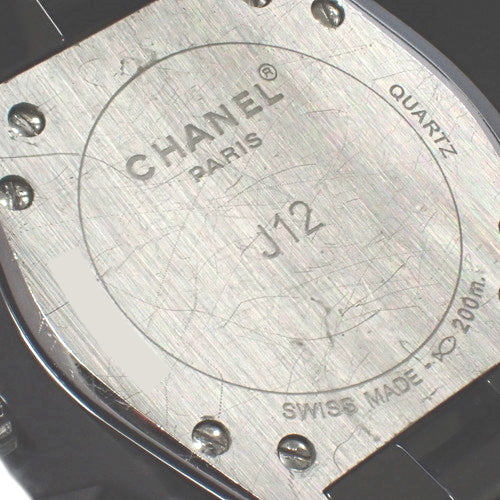 CHANEL®
PARIS
J12
QUARTZ
SWISS MADE - 200m.